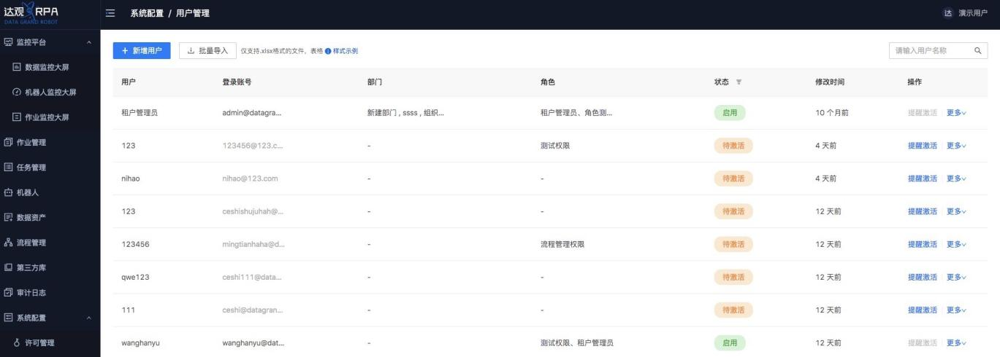 达观 RPA
DATA GRAND ROBOT
系统配置 / 用户管理
达 演示用户
监控平台
数据监控大屏
机器人监控大屏
作业监控大屏
作业管理
任务管理
机器人
数据资产
流程管理
第三方库
审计日志
系统配置
许可管理
+ 新增用户 批量导入 仅支持.xlsx格式的文件，表格 样式示例
请输入用户名称
用户 登录账号 部门 角色 状态 修改时间 操作
租户管理员 admin@datagra... 新建部门 , ssss , 组织... 租户管理员、角色测... 启用 10 个月前 提醒激活 更多
123 123456@123.c... - 测试权限 待激活 4 天前 提醒激活 更多
nihao nihao@123.com - - 待激活 4 天前 提醒激活 更多
123 ceshishujuhah@... - - 待激活 12 天前 提醒激活 更多
123456 mingtianhaha@d... - 流程管理权限 待激活 12 天前 提醒激活 更多
qwe123 ceshi111@data... - - 待激活 12 天前 提醒激活 更多
111 ceshi@datagran... - - 待激活 12 天前 提醒激活 更多
wanghanyu wanghanyu@dat... - 测试权限、租户管理员 启用 12 天前 提醒激活 更多